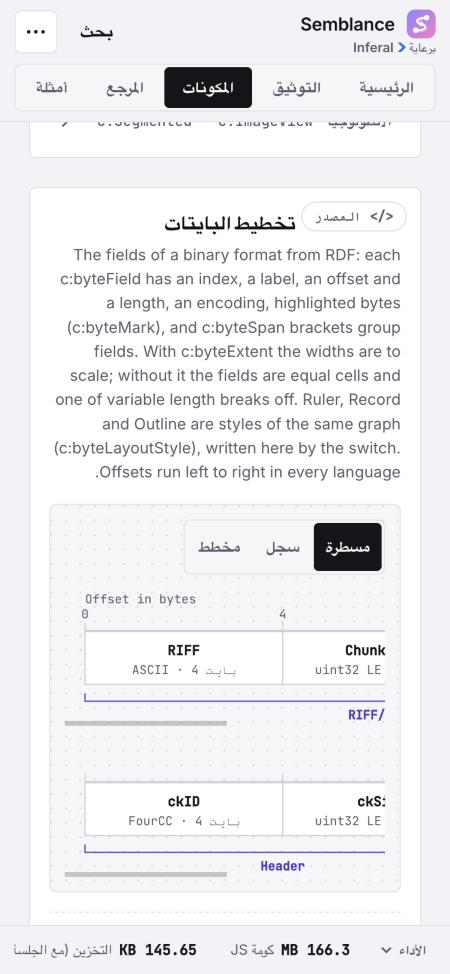 Semblance
برعاية Inferal
بحث
الرئيسية
التوثيق
المكونات
المرجع
أمثلة
c:Segmented c:ImageView
</> المصدر
تخطيط البايتات
The fields of a binary format from RDF: each
c:byteField has an index, a label, an offset and
a length, an encoding, highlighted bytes
(c:byteMark), and c:byteSpan brackets group
fields. With c:byteExtent the widths are to
scale; without it the fields are equal cells and
one of variable length breaks off. Ruler, Record
and Outline are styles of the same graph
(c:byteLayoutStyle), written here by the switch.
.Offsets run left to right in every language
مسطرة
سجل
مخطط
Offset in bytes
0 4
RIFF Chunk
ASCII · 4 بايت uint32 LE
RIFF/
ckID ckSi
FourCC · 4 بايت uint32 LE
Header
الأداء
166.3 MB كومة JS
145.65 KB التخزين (مع الجلسة